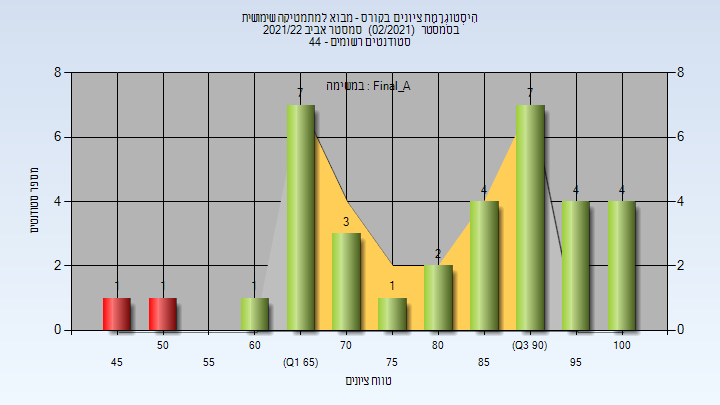 היסטוגרמת ציונים בקורס - מבוא למתמטיקה שימושית
בסמסטר (02/2021) סמסטר אביב 2021/22
סטודנטים רשומים - 44
במשימה : Final_A
מספר סטודנטים
8 8
6 6
4 4
2 2
0 0
1 1 1 7 3 1 2 4 7 4 4
50 60 70 80 (Q3 90) 100
45 55 (Q1 65) 75 85 95
טווח ציונים